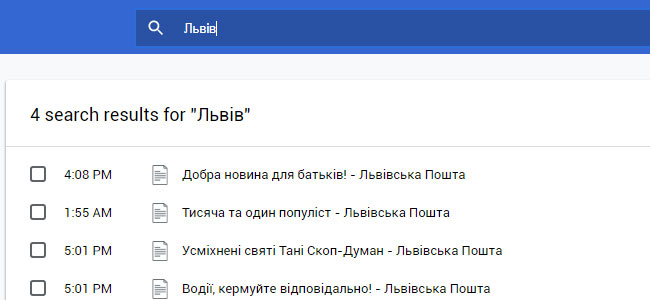 Львів
4 search results for "Львів"
4:08 PM Добра новина для батьків! - Львівська Пошта
1:55 AM Тисяча та один популіст - Львівська Пошта
5:01 PM Усміхнені святі Тані Скоп-Думан - Львівська Пошта
5:01 PM Водії, кермуйте відповідально! - Львівська Пошта